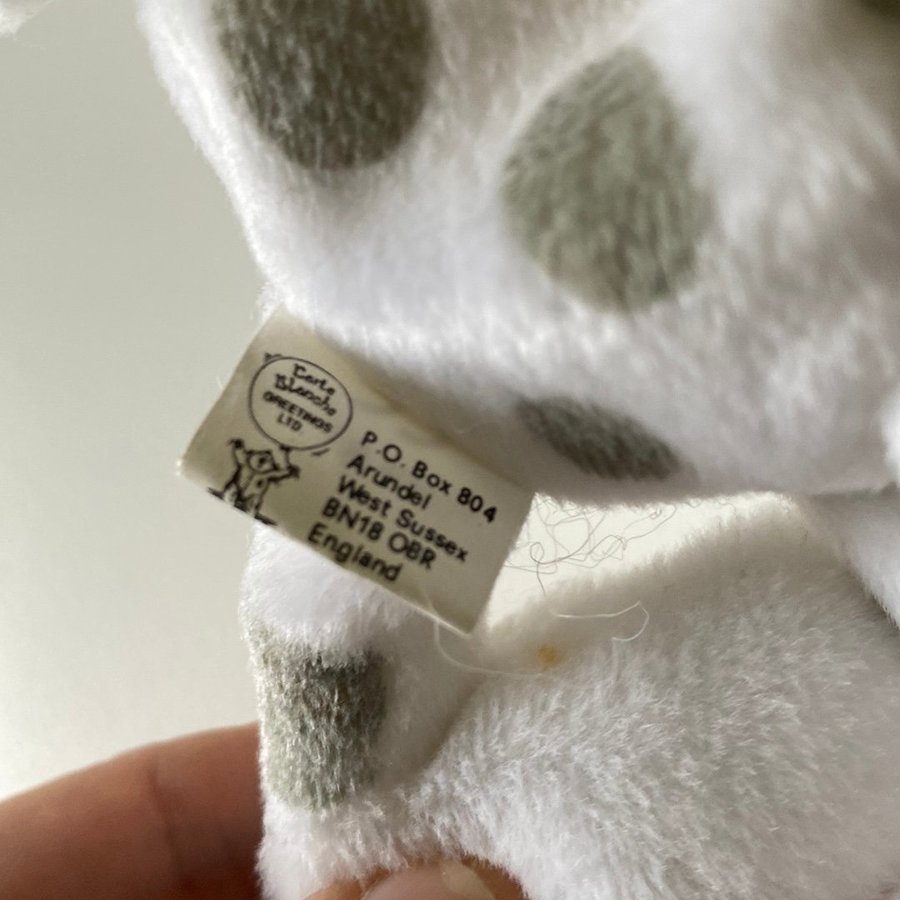 Carte
Blanche
GREETINGS
LTD
P.O. Box 804
Arundel
West Sussex
BN18 0BR
England